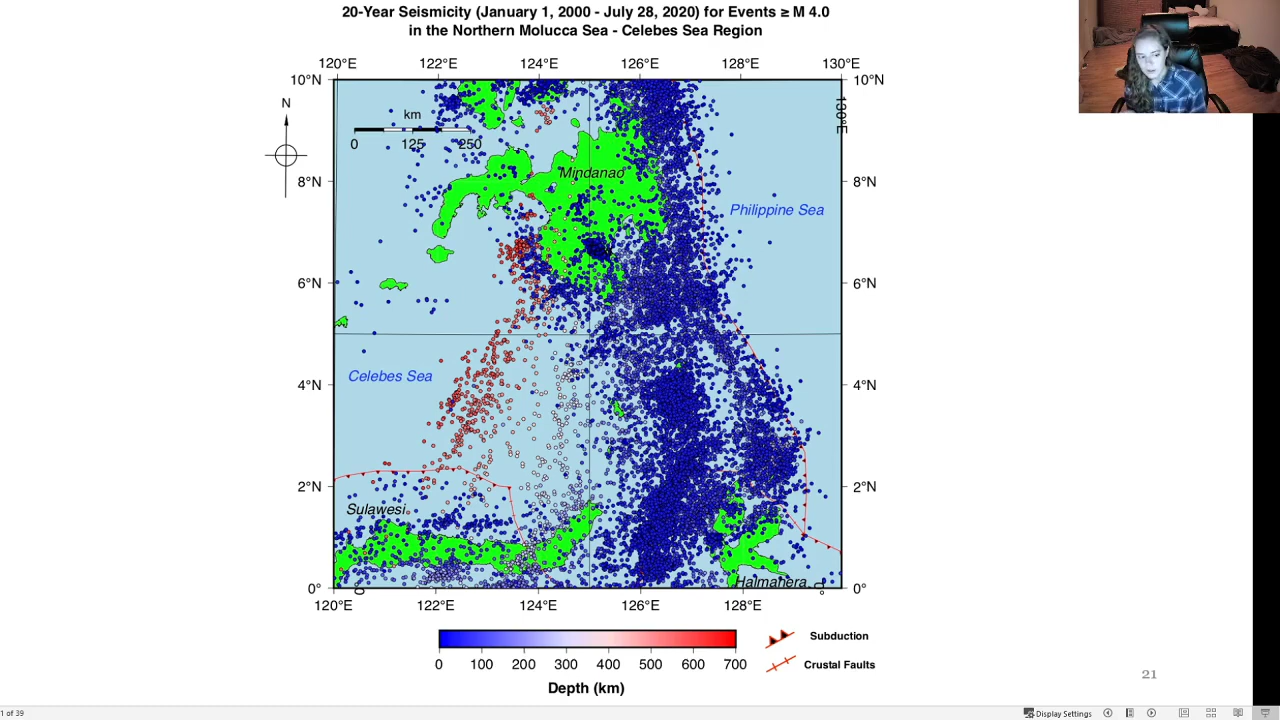 20-Year Seismicity (January 1, 2000 - July 28, 2020) for Events ≥ M 4.0
in the Northern Molucca Sea - Celebes Sea Region
120°E 122°E 124°E 126°E 128°E 130°E
10°N 10°N
N
130°E
km
0 125 250
Mindanao
8°N 8°N
Philippine Sea
6°N 6°N
Celebes Sea
4°N 4°N
2°N 2°N
Sulawesi
Halmahera
0° 0°
0° 0°
120°E 122°E 124°E 126°E 128°E
Subduction
0 100 200 300 400 500 600 700
Crustal Faults
Depth (km)
21
1 of 39
Display Settings